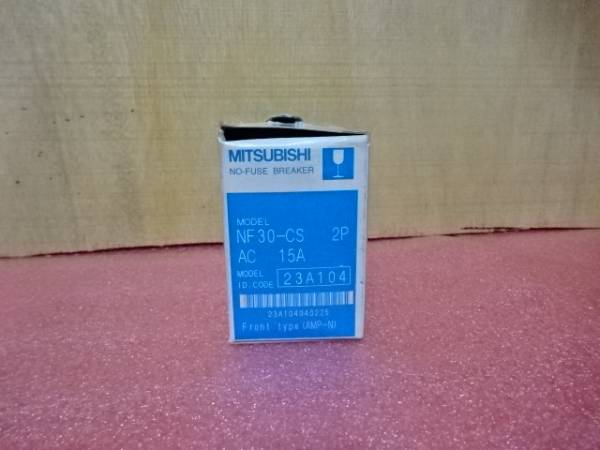 MITSUBISHI
NO-FUSE BREAKER
MODEL
NF30-CS 2P
AC 15A
MODEL
ID.CODE 23A104
23A104040225
Front type (AMP-N)